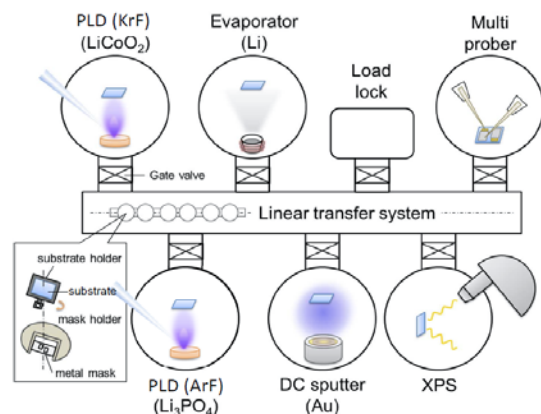 PLD (KrF)
(LiCoO₂)
Evaporator
(Li)
Load
lock
Multi
prober
Gate valve
Linear transfer system
substrate holder
substrate
mask holder
metal mask
PLD (ArF)
(Li₃PO₄)
DC sputter
(Au)
XPS